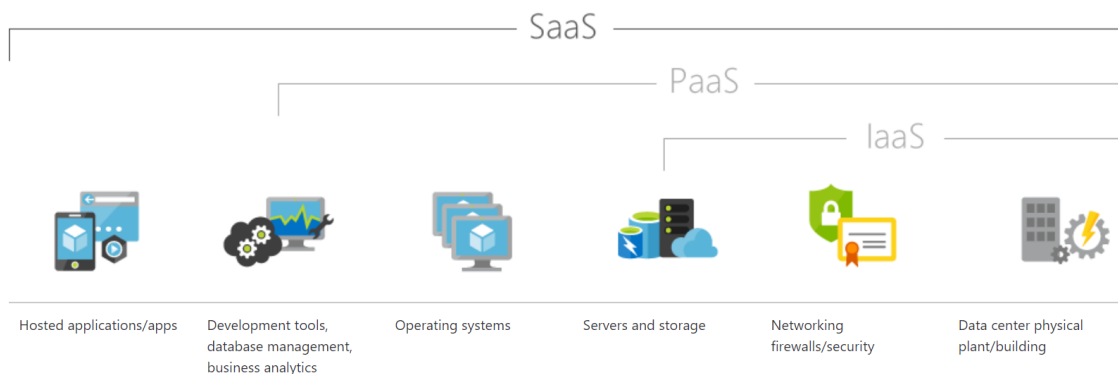 SaaS
PaaS
IaaS
Hosted applications/apps
Development tools,
database management,
business analytics
Operating systems
Servers and storage
Networking
firewalls/security
Data center physical
plant/building